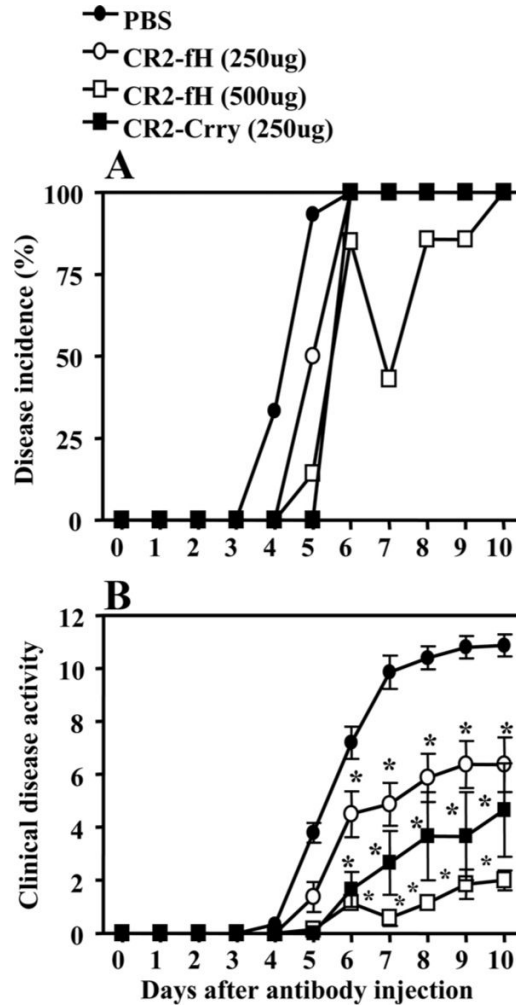 PBS
CR2-fH (250ug)
CR2-fH (500ug)
CR2-Crry (250ug)
A
Disease incidence (%)
100
75
50
25
0
0 1 2 3 4 5 6 7 8 9 10
B
Clinical disease activity
12
10
8
6
4
2
0
* * * * *
* * * * *
* * * * *
0 1 2 3 4 5 6 7 8 9 10
Days after antibody injection